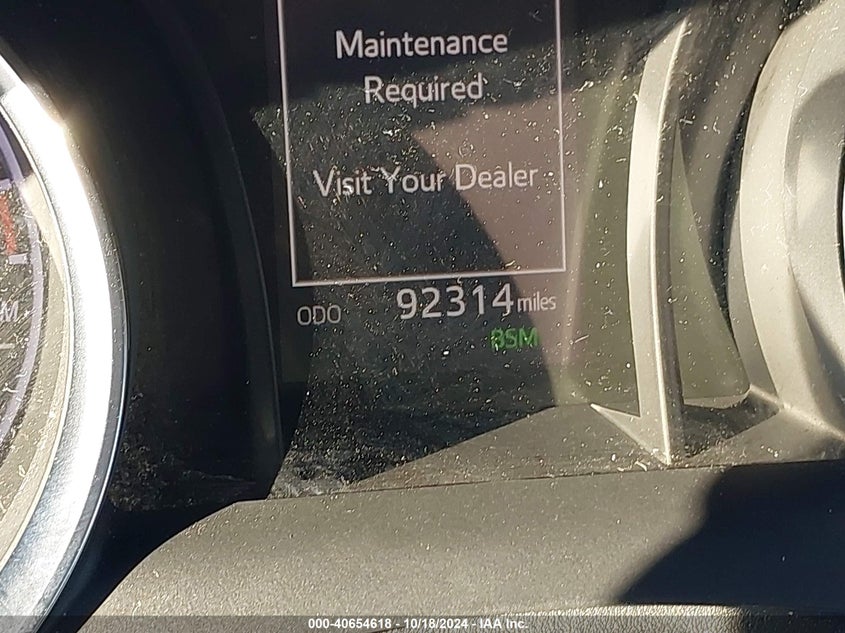 Maintenance
Required
Visit Your Dealer
ODO 92314 miles
BSM
M
000-40654618 - 10/18/2024 - IAA Inc.